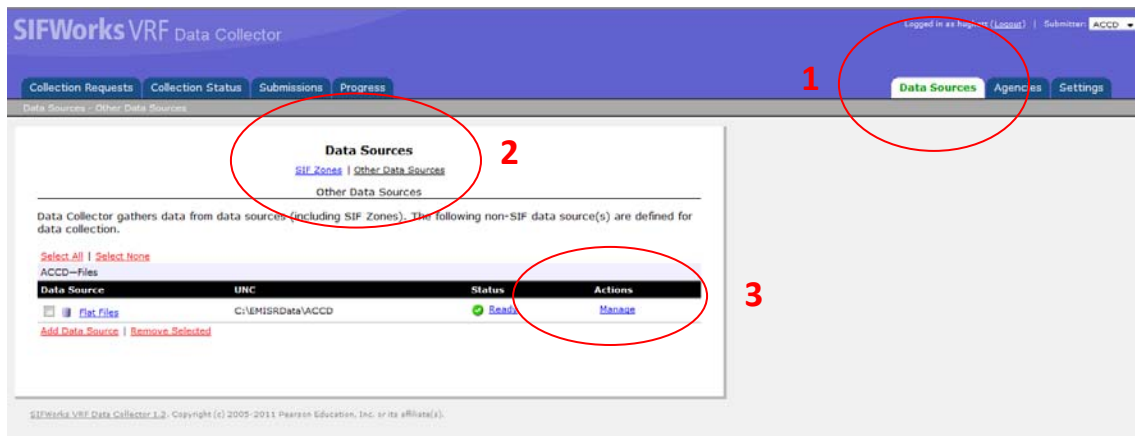 SIFWorks VRF Data Collector
Logged in as (Logout) | Submitter: ACCD
1
Collection Requests Collection Status Submissions Progress Data Sources Agencies Settings
Data Sources - Other Data Sources
2
Data Sources
SIF Zones | Other Data Sources
Other Data Sources
Data Collector gathers data from data sources (including SIF Zones). The following non-SIF data source(s) are defined for
data collection.
Select All | Select None
ACCD—Files
Data Source UNC Status Actions
3
Flat Files C:\EMISRData\ACCD Ready Manage
Add Data Source | Remove Selected
SIFWorks VRF Data Collector 1.2. Copyright (c) 2005-2011 Pearson Education, Inc. or its affiliate(s).